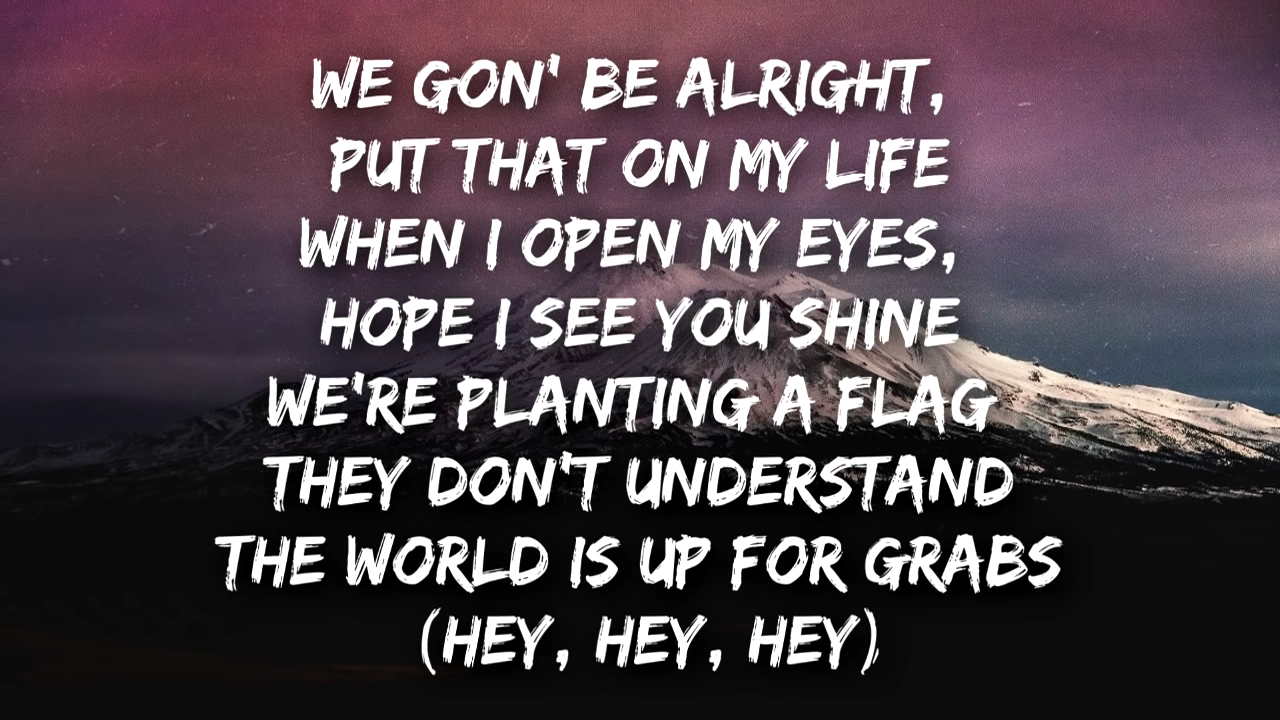 WE GON' BE ALRIGHT,
PUT THAT ON MY LIFE
WHEN I OPEN MY EYES,
HOPE I SEE YOU SHINE
WE'RE PLANTING A FLAG
THEY DON'T UNDERSTAND
THE WORLD IS UP FOR GRABS
(HEY, HEY, HEY)